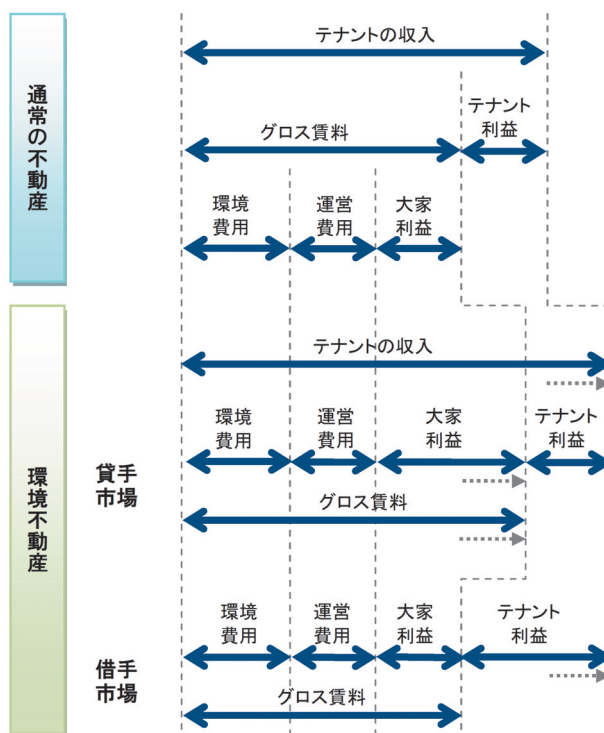 通常の不動産
テナントの収入
テナント
利益
グロス賃料
環境
費用
運営
費用
大家
利益
環境不動産
テナントの収入
貸手
市場
環境
費用
運営
費用
大家
利益
テナント
利益
グロス賃料
借手
市場
環境
費用
運営
費用
大家
利益
テナント
利益
グロス賃料